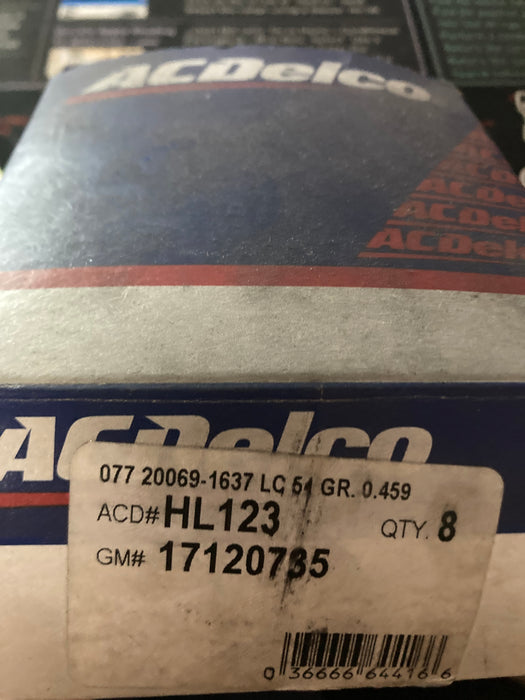 ACDelco
ACDelco
ACDelco
ACDelco
ACDelco
077 20069-1637 LC 51 GR. 0.459
ACD# HL123 QTY. 8
GM# 17120735
0 36666 64416 6